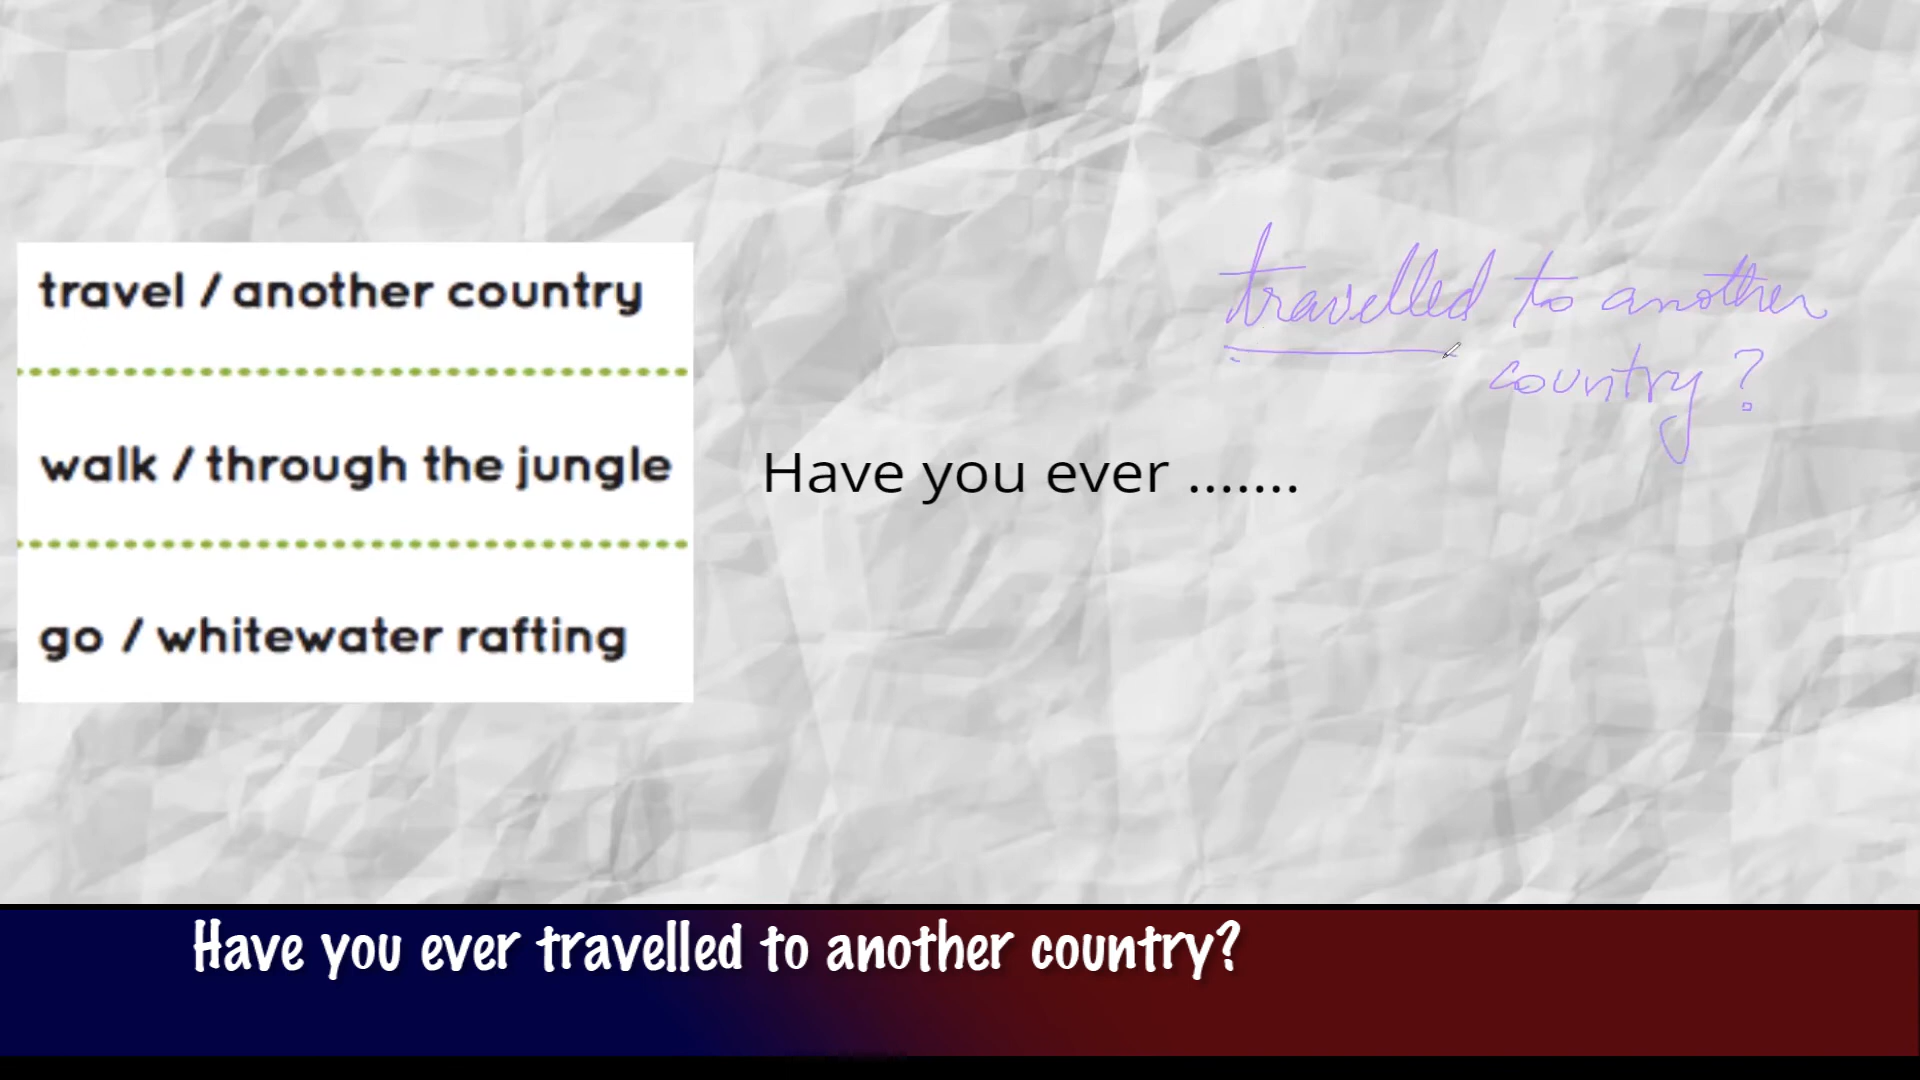 travel / another country
walk / through the jungle
go / whitewater rafting
Have you ever .......
travelled to another
country?
Have you ever travelled to another country?